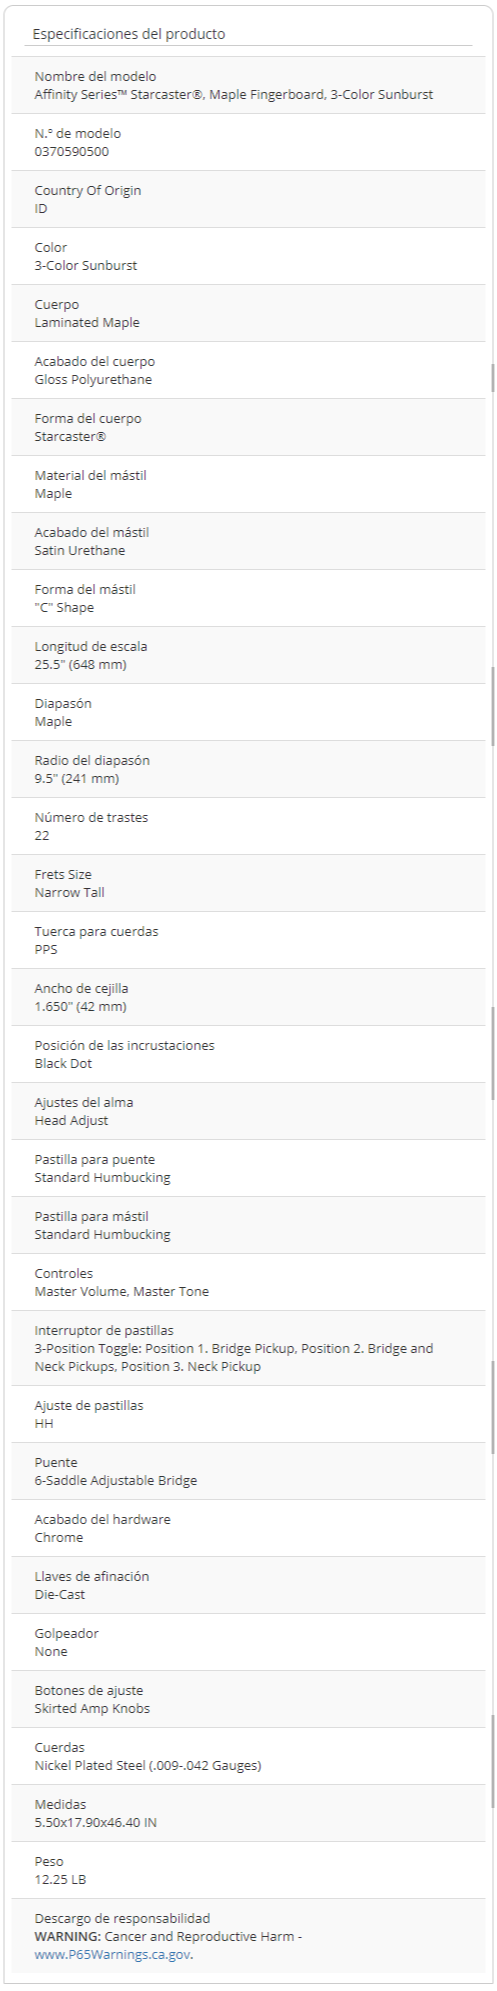 Especificaciones del producto
Nombre del modelo
Affinity Series™ Starcaster®, Maple Fingerboard, 3-Color Sunburst
N.º de modelo
0370590500
Country Of Origin
ID
Color
3-Color Sunburst
Cuerpo
Laminated Maple
Acabado del cuerpo
Gloss Polyurethane
Forma del cuerpo
Starcaster®
Material del mástil
Maple
Acabado del mástil
Satin Urethane
Forma del mástil
"C" Shape
Longitud de escala
25.5" (648 mm)
Diapasón
Maple
Radio del diapasón
9.5" (241 mm)
Número de trastes
22
Frets Size
Narrow Tall
Tuerca para cuerdas
PPS
Ancho de cejilla
1.650" (42 mm)
Posición de las incrustaciones
Black Dot
Ajustes del alma
Head Adjust
Pastilla para puente
Standard Humbucking
Pastilla para mástil
Standard Humbucking
Controles
Master Volume, Master Tone
Interruptor de pastillas
3-Position Toggle: Position 1. Bridge Pickup, Position 2. Bridge and
Neck Pickups, Position 3. Neck Pickup
Ajuste de pastillas
HH
Puente
6-Saddle Adjustable Bridge
Acabado del hardware
Chrome
Llaves de afinación
Die-Cast
Golpeador
None
Botones de ajuste
Skirted Amp Knobs
Cuerdas
Nickel Plated Steel (.009-.042 Gauges)
Medidas
5.50x17.90x46.40 IN
Peso
12.25 LB
Descargo de responsabilidad
WARNING: Cancer and Reproductive Harm -
www.P65Warnings.ca.gov.